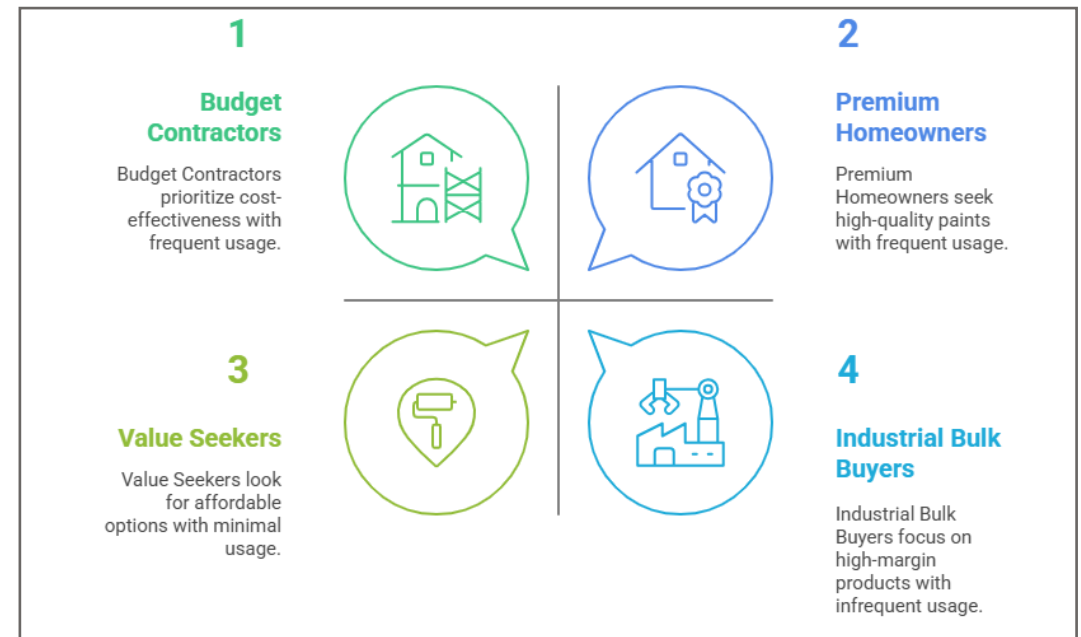 1
Budget
Contractors
Budget Contractors
prioritize cost-
effectiveness with
frequent usage.
2
Premium
Homeowners
Premium
Homeowners seek
high-quality paints
with frequent usage.
3
Value Seekers
Value Seekers look
for affordable
options with minimal
usage.
4
Industrial Bulk
Buyers
Industrial Bulk
Buyers focus on
high-margin
products with
infrequent usage.